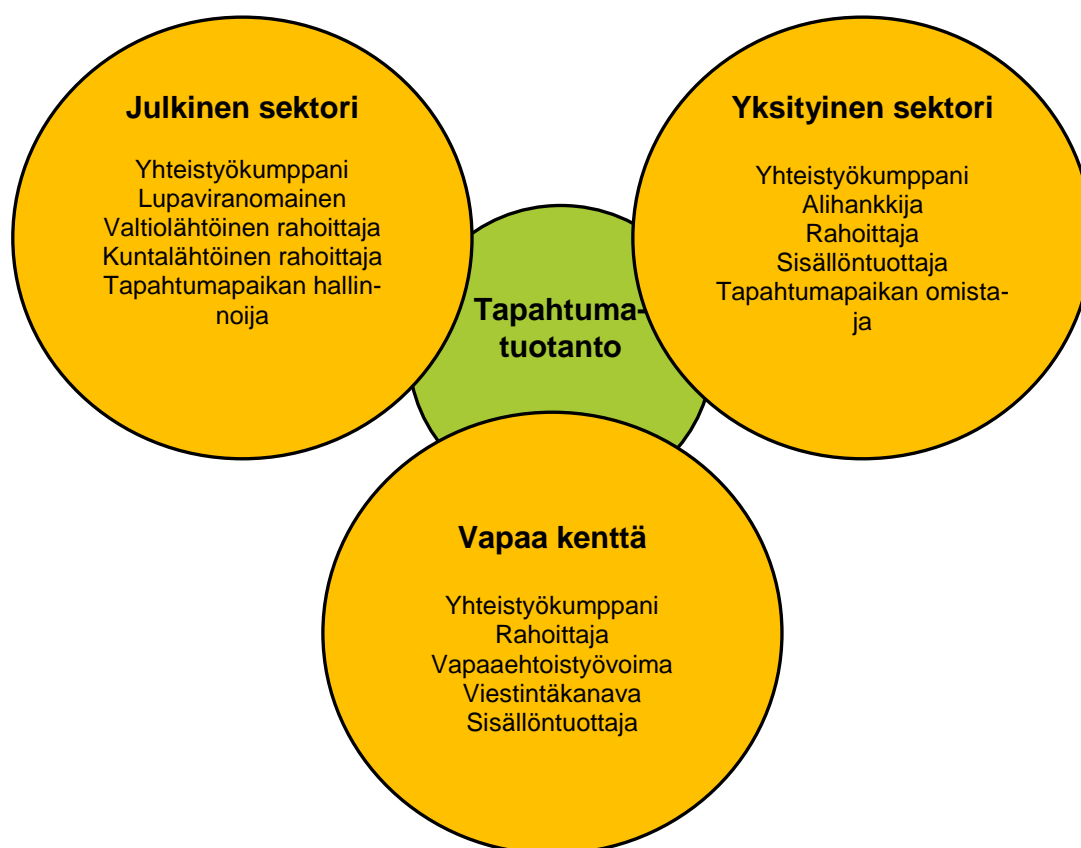 Julkinen sektori
Yhteistyökumppani
Lupaviranomainen
Valtiolähtöinen rahoittaja
Kuntalähtöinen rahoittaja
Tapahtumapaikan hallin-
noija
Yksityinen sektori
Yhteistyökumppani
Alihankkija
Rahoittaja
Sisällöntuottaja
Tapahtumapaikan omista-
ja
Tapahtuma-
tuotanto
Vapaa kenttä
Yhteistyökumppani
Rahoittaja
Vapaaehtoistyövoima
Viestintäkanava
Sisällöntuottaja